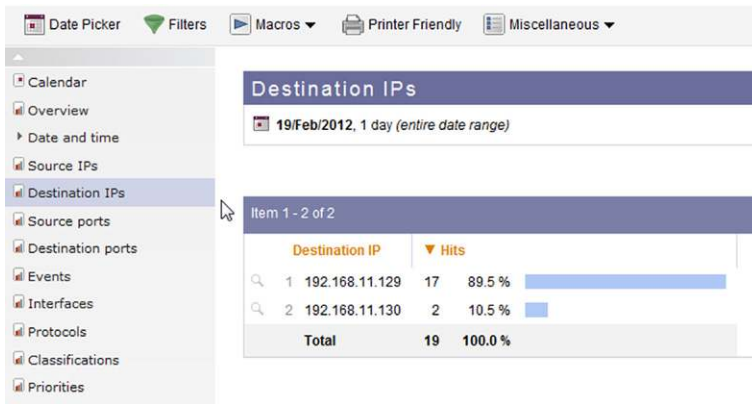 Date Picker Filters Macros Printer Friendly Miscellaneous
Calendar
Overview
Date and time
Source IPs
Destination IPs
Source ports
Destination ports
Events
Interfaces
Protocols
Classifications
Priorities
Destination IPs
19/Feb/2012, 1 day (entire date range)
Item 1 - 2 of 2
Destination IP Hits
1 192.168.11.129 17 89.5 %
2 192.168.11.130 2 10.5 %
Total 19 100.0 %